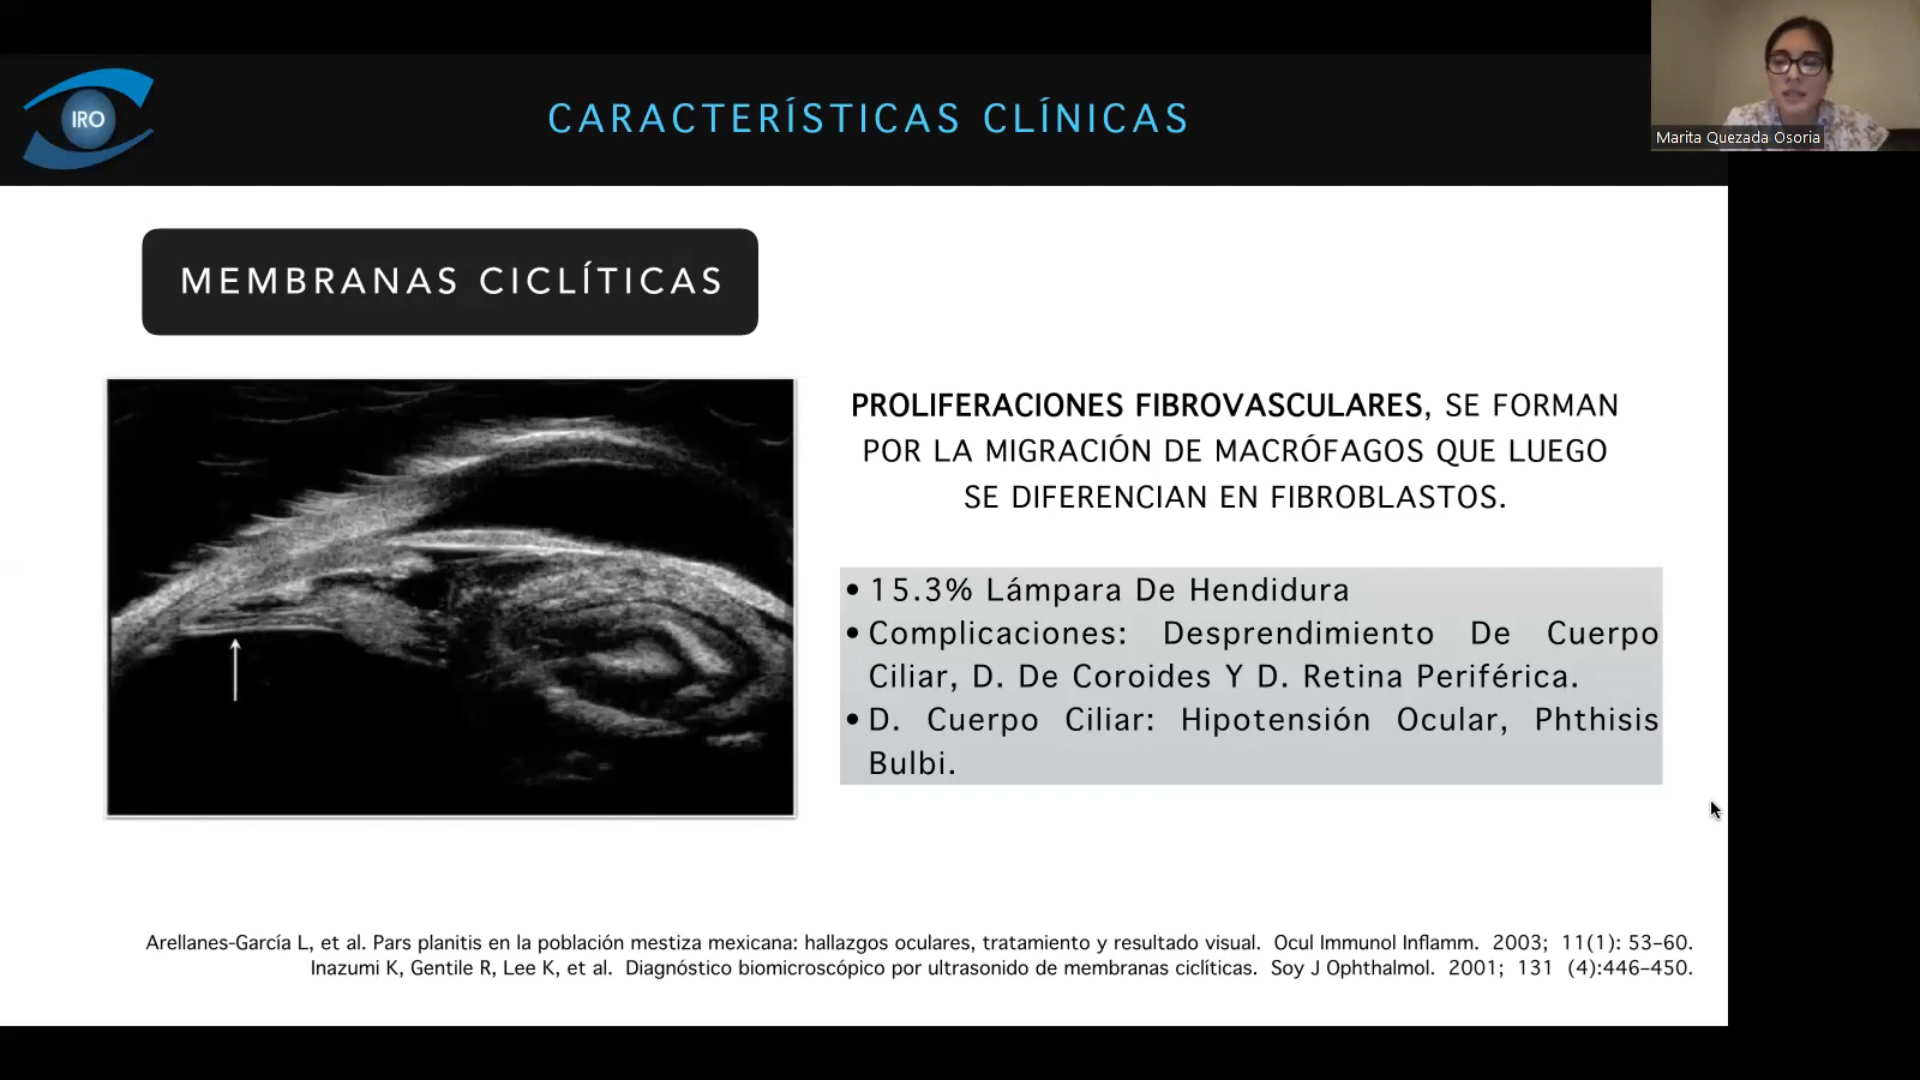 IRO
CARACTERÍSTICAS CLÍNICAS
Marita Quezada Osoria
MEMBRANAS CICLÍTICAS
PROLIFERACIONES FIBROVASCULARES, SE FORMAN
POR LA MIGRACIÓN DE MACRÓFAGOS QUE LUEGO
SE DIFERENCIAN EN FIBROBLASTOS.
• 15.3% Lámpara De Hendidura
• Complicaciones: Desprendimiento De Cuerpo
Ciliar, D. De Coroides Y D. Retina Periférica.
• D. Cuerpo Ciliar: Hipotensión Ocular, Phthisis
Bulbi.
Arellanes-García L, et al. Pars planitis en la población mestiza mexicana: hallazgos oculares, tratamiento y resultado visual. Ocul Immunol Inflamm. 2003; 11(1): 53–60.
Inazumi K, Gentile R, Lee K, et al. Diagnóstico biomicroscópico por ultrasonido de membranas ciclíticas. Soy J Ophthalmol. 2001; 131 (4):446–450.